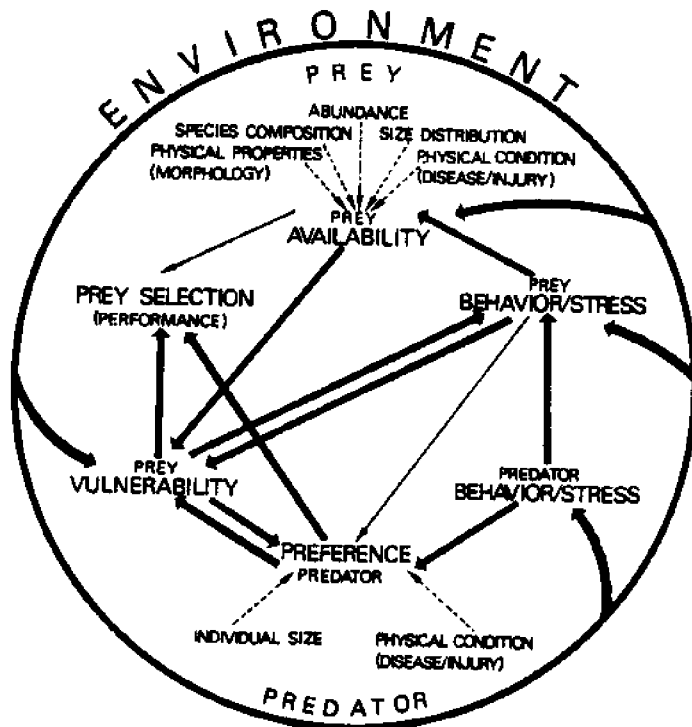 ENVIRONMENT
PREY
ABUNDANCE
SPECIES COMPOSITION SIZE DISTRIBUTION
PHYSICAL PROPERTIES PHYSICAL CONDITION
(MORPHOLOGY) (DISEASE/INJURY)
PREY
AVAILABILITY
PREY SELECTION
(PERFORMANCE)
PREY
BEHAVIOR/STRESS
PREY
VULNERABILITY
PREDATOR
BEHAVIOR/STRESS
PREFERENCE
PREDATOR
INDIVIDUAL SIZE
PHYSICAL CONDITION
(DISEASE/INJURY)
PREDATOR